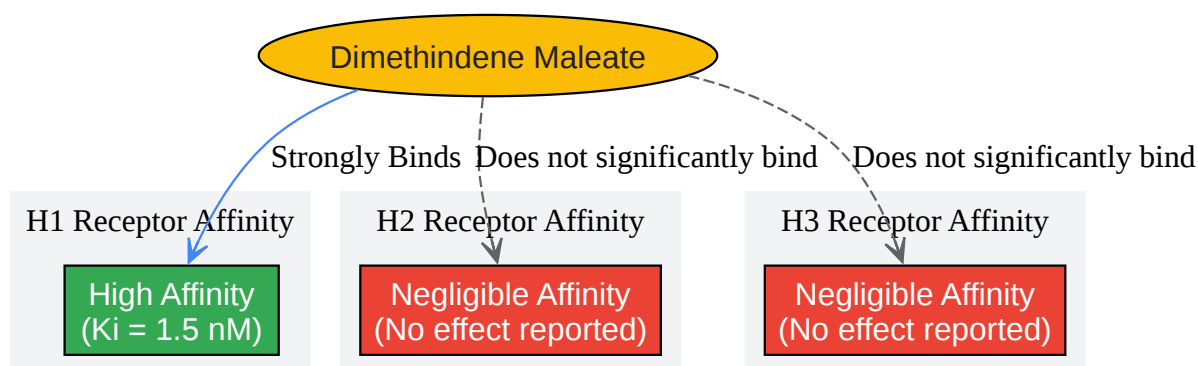 Dimethindene Maleate
Strongly Binds
Does not significantly bind
Does not significantly bind
H1 Receptor Affinity
H2 Receptor Affinity
H3 Receptor Affinity
High Affinity
(Ki = 1.5 nM)
Negligible Affinity
(No effect reported)
Negligible Affinity
(No effect reported)